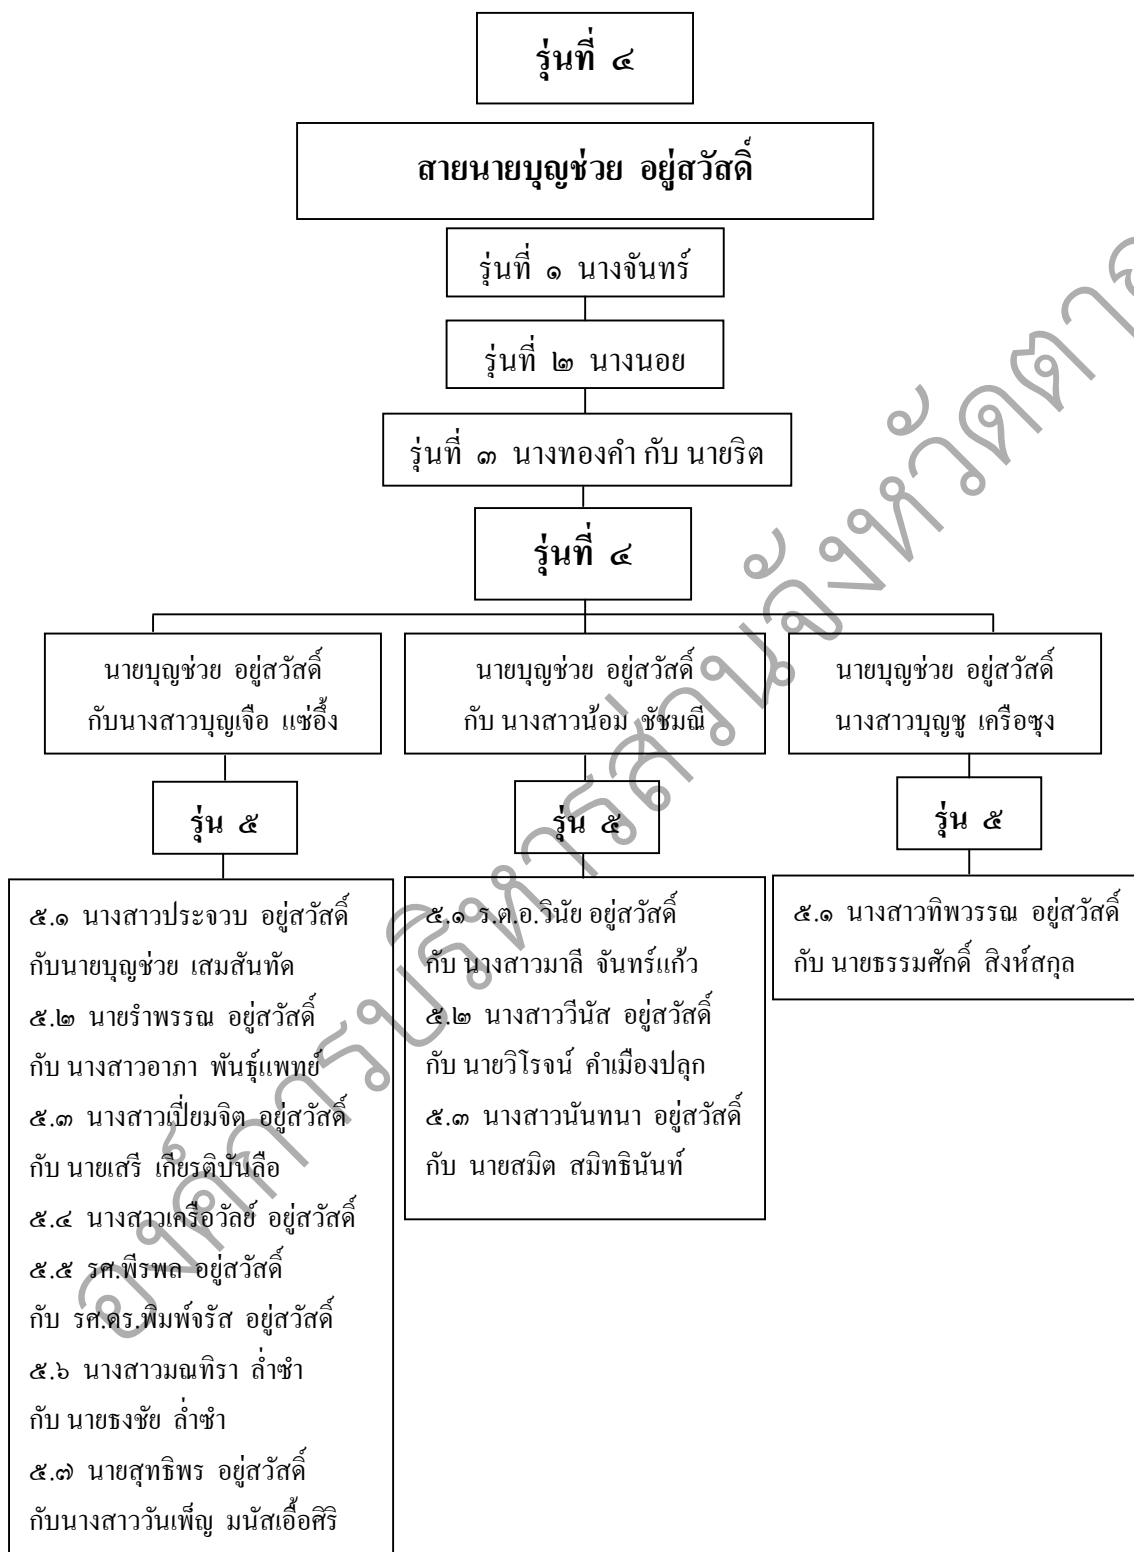 รุ่นที่ ๔
สายนายบุญช่วย อยู่สวัสดิ์
รุ่นที่ ๑ นางจันทร์
รุ่นที่ ๒ นางนอย
รุ่นที่ ๓ นางทองคำ กับ นายริต
รุ่นที่ ๔
นายบุญช่วย อยู่สวัสดิ์
กับนางสาวบุญเจือ แซ่อึ้ง
นายบุญช่วย อยู่สวัสดิ์
กับ นางสาวน้อม ชัชมณี
นายบุญช่วย อยู่สวัสดิ์
นางสาวบุญชู เครือซุง
รุ่น ๕
รุ่น ๕
รุ่น ๕
๕.๑ นางสาวประจวบ อยู่สวัสดิ์
กับนายบุญช่วย เสมสันทัด
๕.๒ นายรำพรรณ อยู่สวัสดิ์
กับ นางสาวอาภา พันธุ์แพทย์
๕.๓ นางสาวเปี่ยมจิต อยู่สวัสดิ์
กับ นายเสรี เกียรติบันลือ
๕.๔ นางสาวเครือวัลย์ อยู่สวัสดิ์
๕.๕ รศ.พีรพล อยู่สวัสดิ์
กับ รศ.ดร.พิมพ์จรัส อยู่สวัสดิ์
๕.๖ นางสาวมณฑิรา ล่ำซำ
กับ นายธงชัย ล่ำซำ
๕.๗ นายสุทธิพร อยู่สวัสดิ์
กับนางสาววันเพ็ญ มนัสเอื้อศิริ
๕.๑ ร.ต.อ.วินัย อยู่สวัสดิ์
กับ นางสาวมาลี จันทร์แก้ว
๕.๒ นางสาววีนัส อยู่สวัสดิ์
กับ นายวิโรจน์ คำเมืองปลุก
๕.๓ นางสาวนันทนา อยู่สวัสดิ์
กับ นายสมิต สมิทธินันท์
๕.๑ นางสาวทิพวรรณ อยู่สวัสดิ์
กับ นายธรรมศักดิ์ สิงห์สกุล
องค์การบริหารส่วนจังหวัดตาก